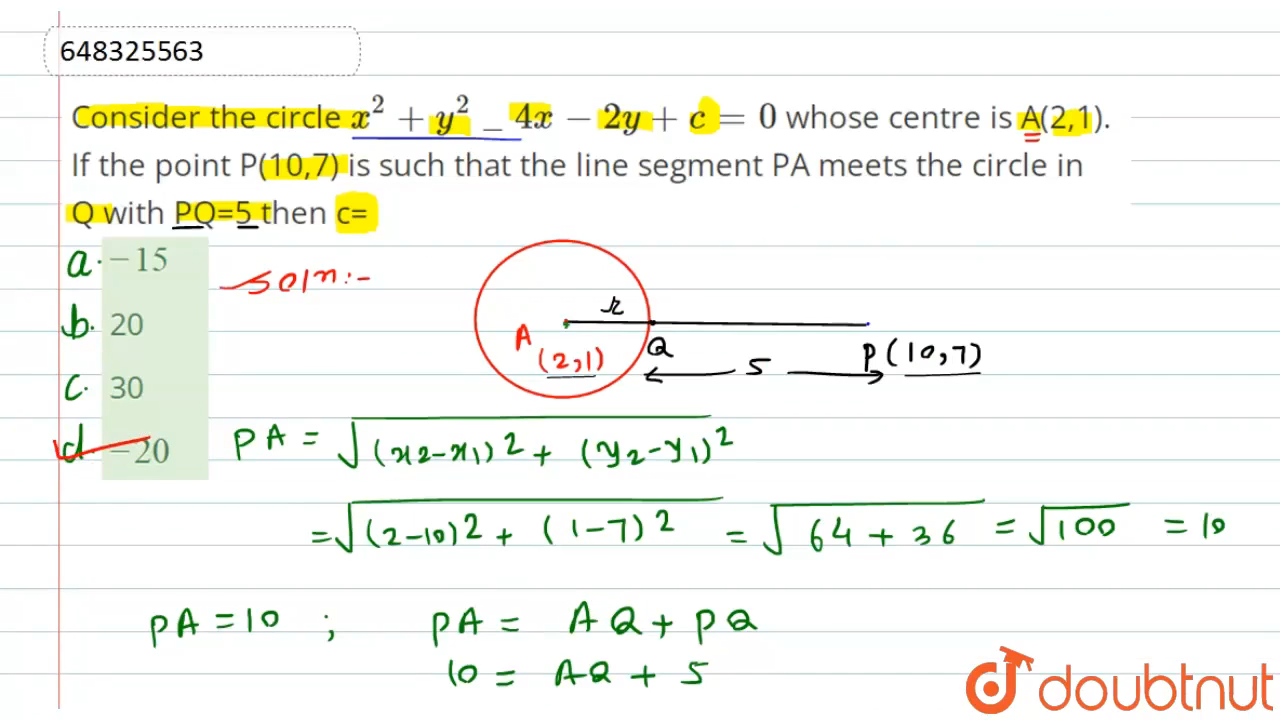 648325563
Consider the circle x² + y² _ 4x − 2y + c = 0 whose centre is A(2,1).
If the point P(10,7) is such that the line segment PA meets the circle in
Q with PQ=5 then c=
a. −15
Soln:-
b. 20
r
A
(2,1)
Q
5
P(10,7)
c. 30
d. −20
PA = √(x2-x1)2 + (y2-y1)2
= √(2-10)2 + (1-7)2 = √64 + 36 = √100 = 10
PA = 10 ; PA = AQ + PQ
10 = AQ + 5
doubtnut